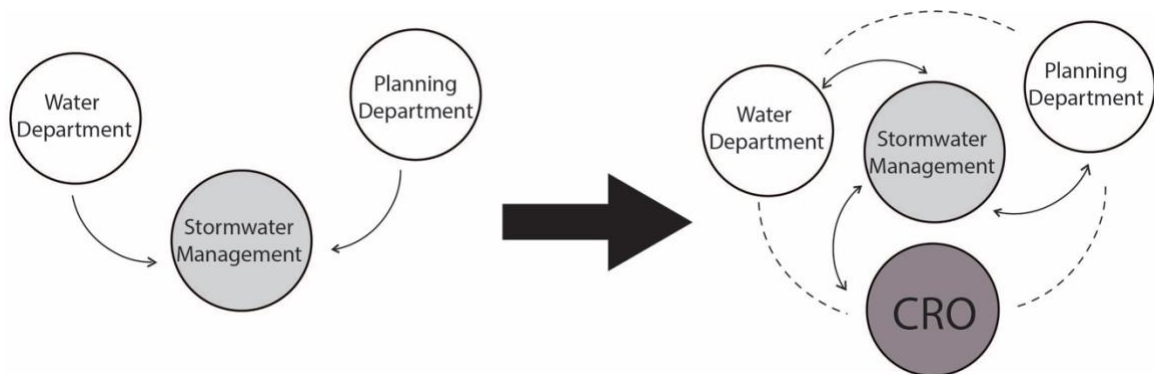 Water
Department
Planning
Department
Stormwater
Management
Water
Department
Stormwater
Management
Planning
Department
CRO